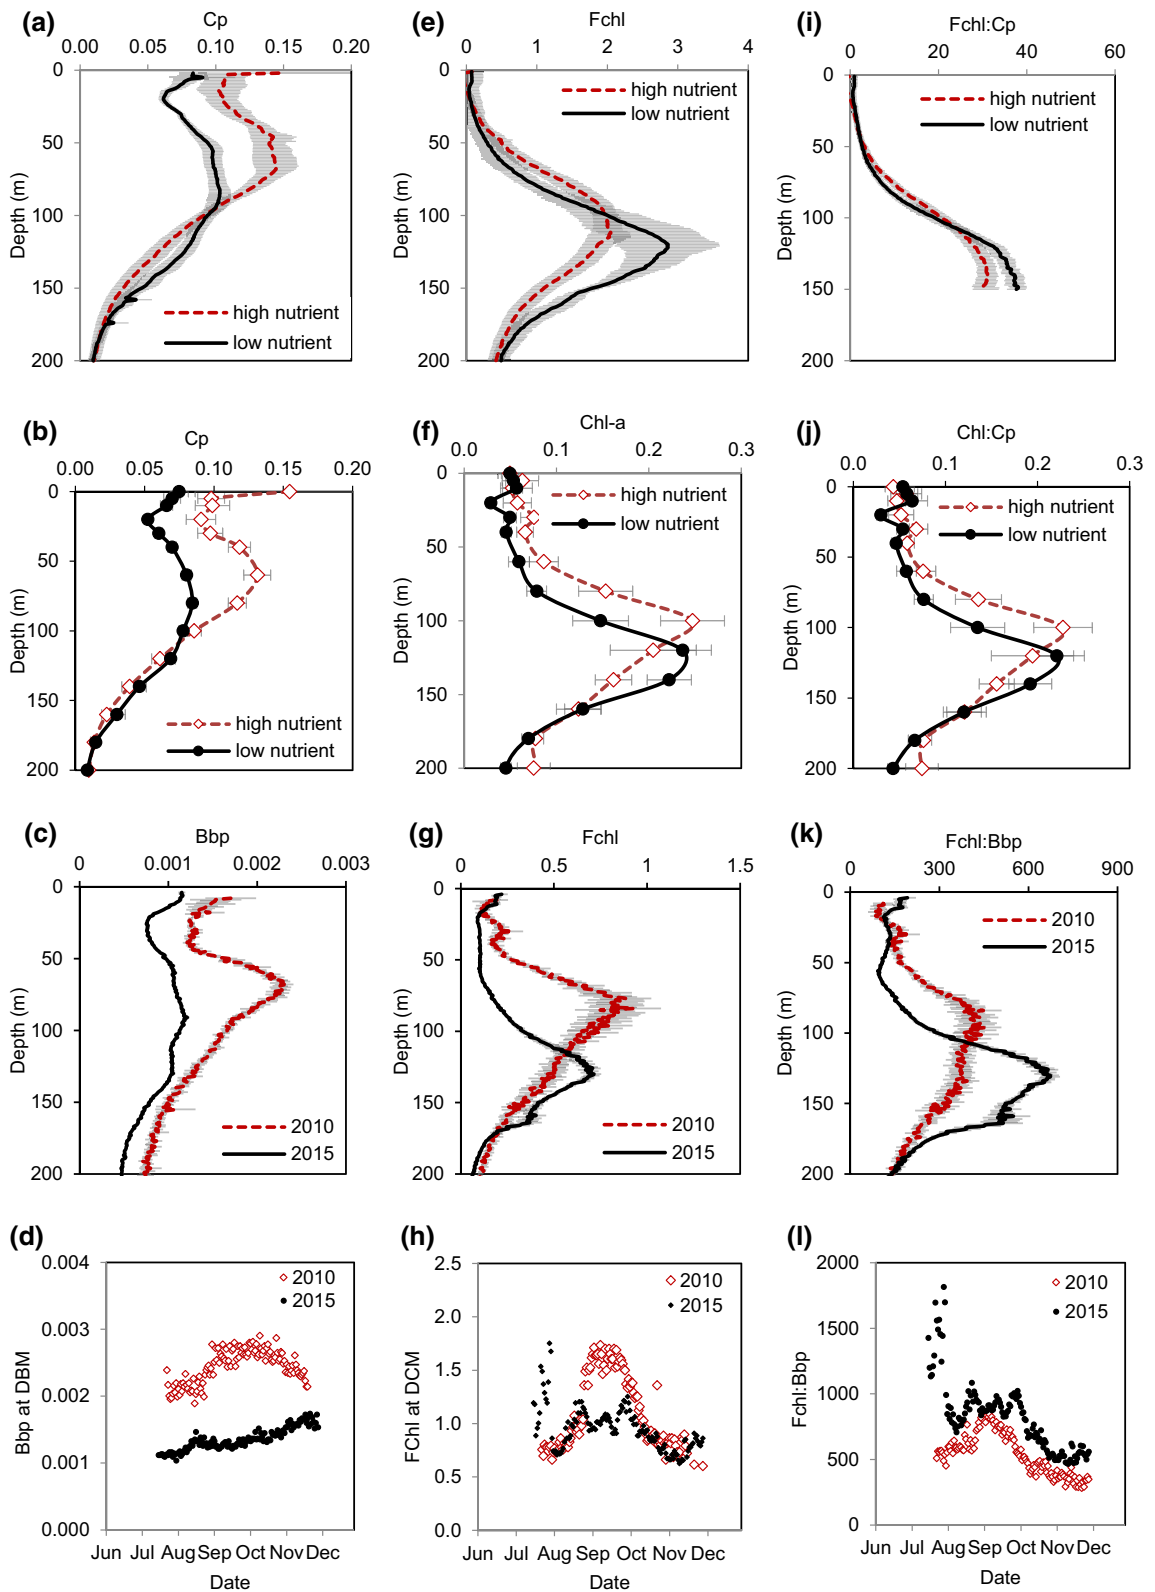 (a)
Cp
0.00 0.05 0.10 0.15 0.20
0
50
100
150
200
Depth (m)
high nutrient
low nutrient
(e)
Fchl
0 1 2 3 4
0
50
100
150
200
Depth (m)
high nutrient
low nutrient
(i)
Fchl:Cp
0 20 40 60
0
50
100
150
200
Depth (m)
high nutrient
low nutrient
(b)
Cp
0.00 0.05 0.10 0.15 0.20
0
50
100
150
200
Depth (m)
high nutrient
low nutrient
(f)
Chl-a
0.0 0.1 0.2 0.3
0
50
100
150
200
Depth (m)
high nutrient
low nutrient
(j)
Chl:Cp
0.0 0.1 0.2 0.3
0
50
100
150
200
Depth (m)
high nutrient
low nutrient
(c)
Bbp
0 0.001 0.002 0.003
0
50
100
150
200
Depth (m)
2010
2015
(g)
Fchl
0 0.5 1 1.5
0
50
100
150
200
Depth (m)
2010
2015
(k)
Fchl:Bbp
0 300 600 900
0
50
100
150
200
Depth (m)
2010
2015
(d)
0.004
0.003
0.002
0.001
0.000
Bbp at DBM
2010
2015
Jun Jul Aug Sep Oct Nov Dec
Date
(h)
2.5
2.0
1.5
1.0
0.5
0.0
FChl at DCM
2010
2015
Jun Jul Aug Sep Oct Nov Dec
Date
(l)
2000
1500
1000
500
0
Fchl:Bbp
2010
2015
Jun Jul Aug Sep Oct Nov Dec
Date